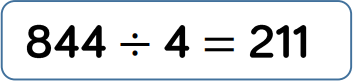 844 ÷ 4 = 211